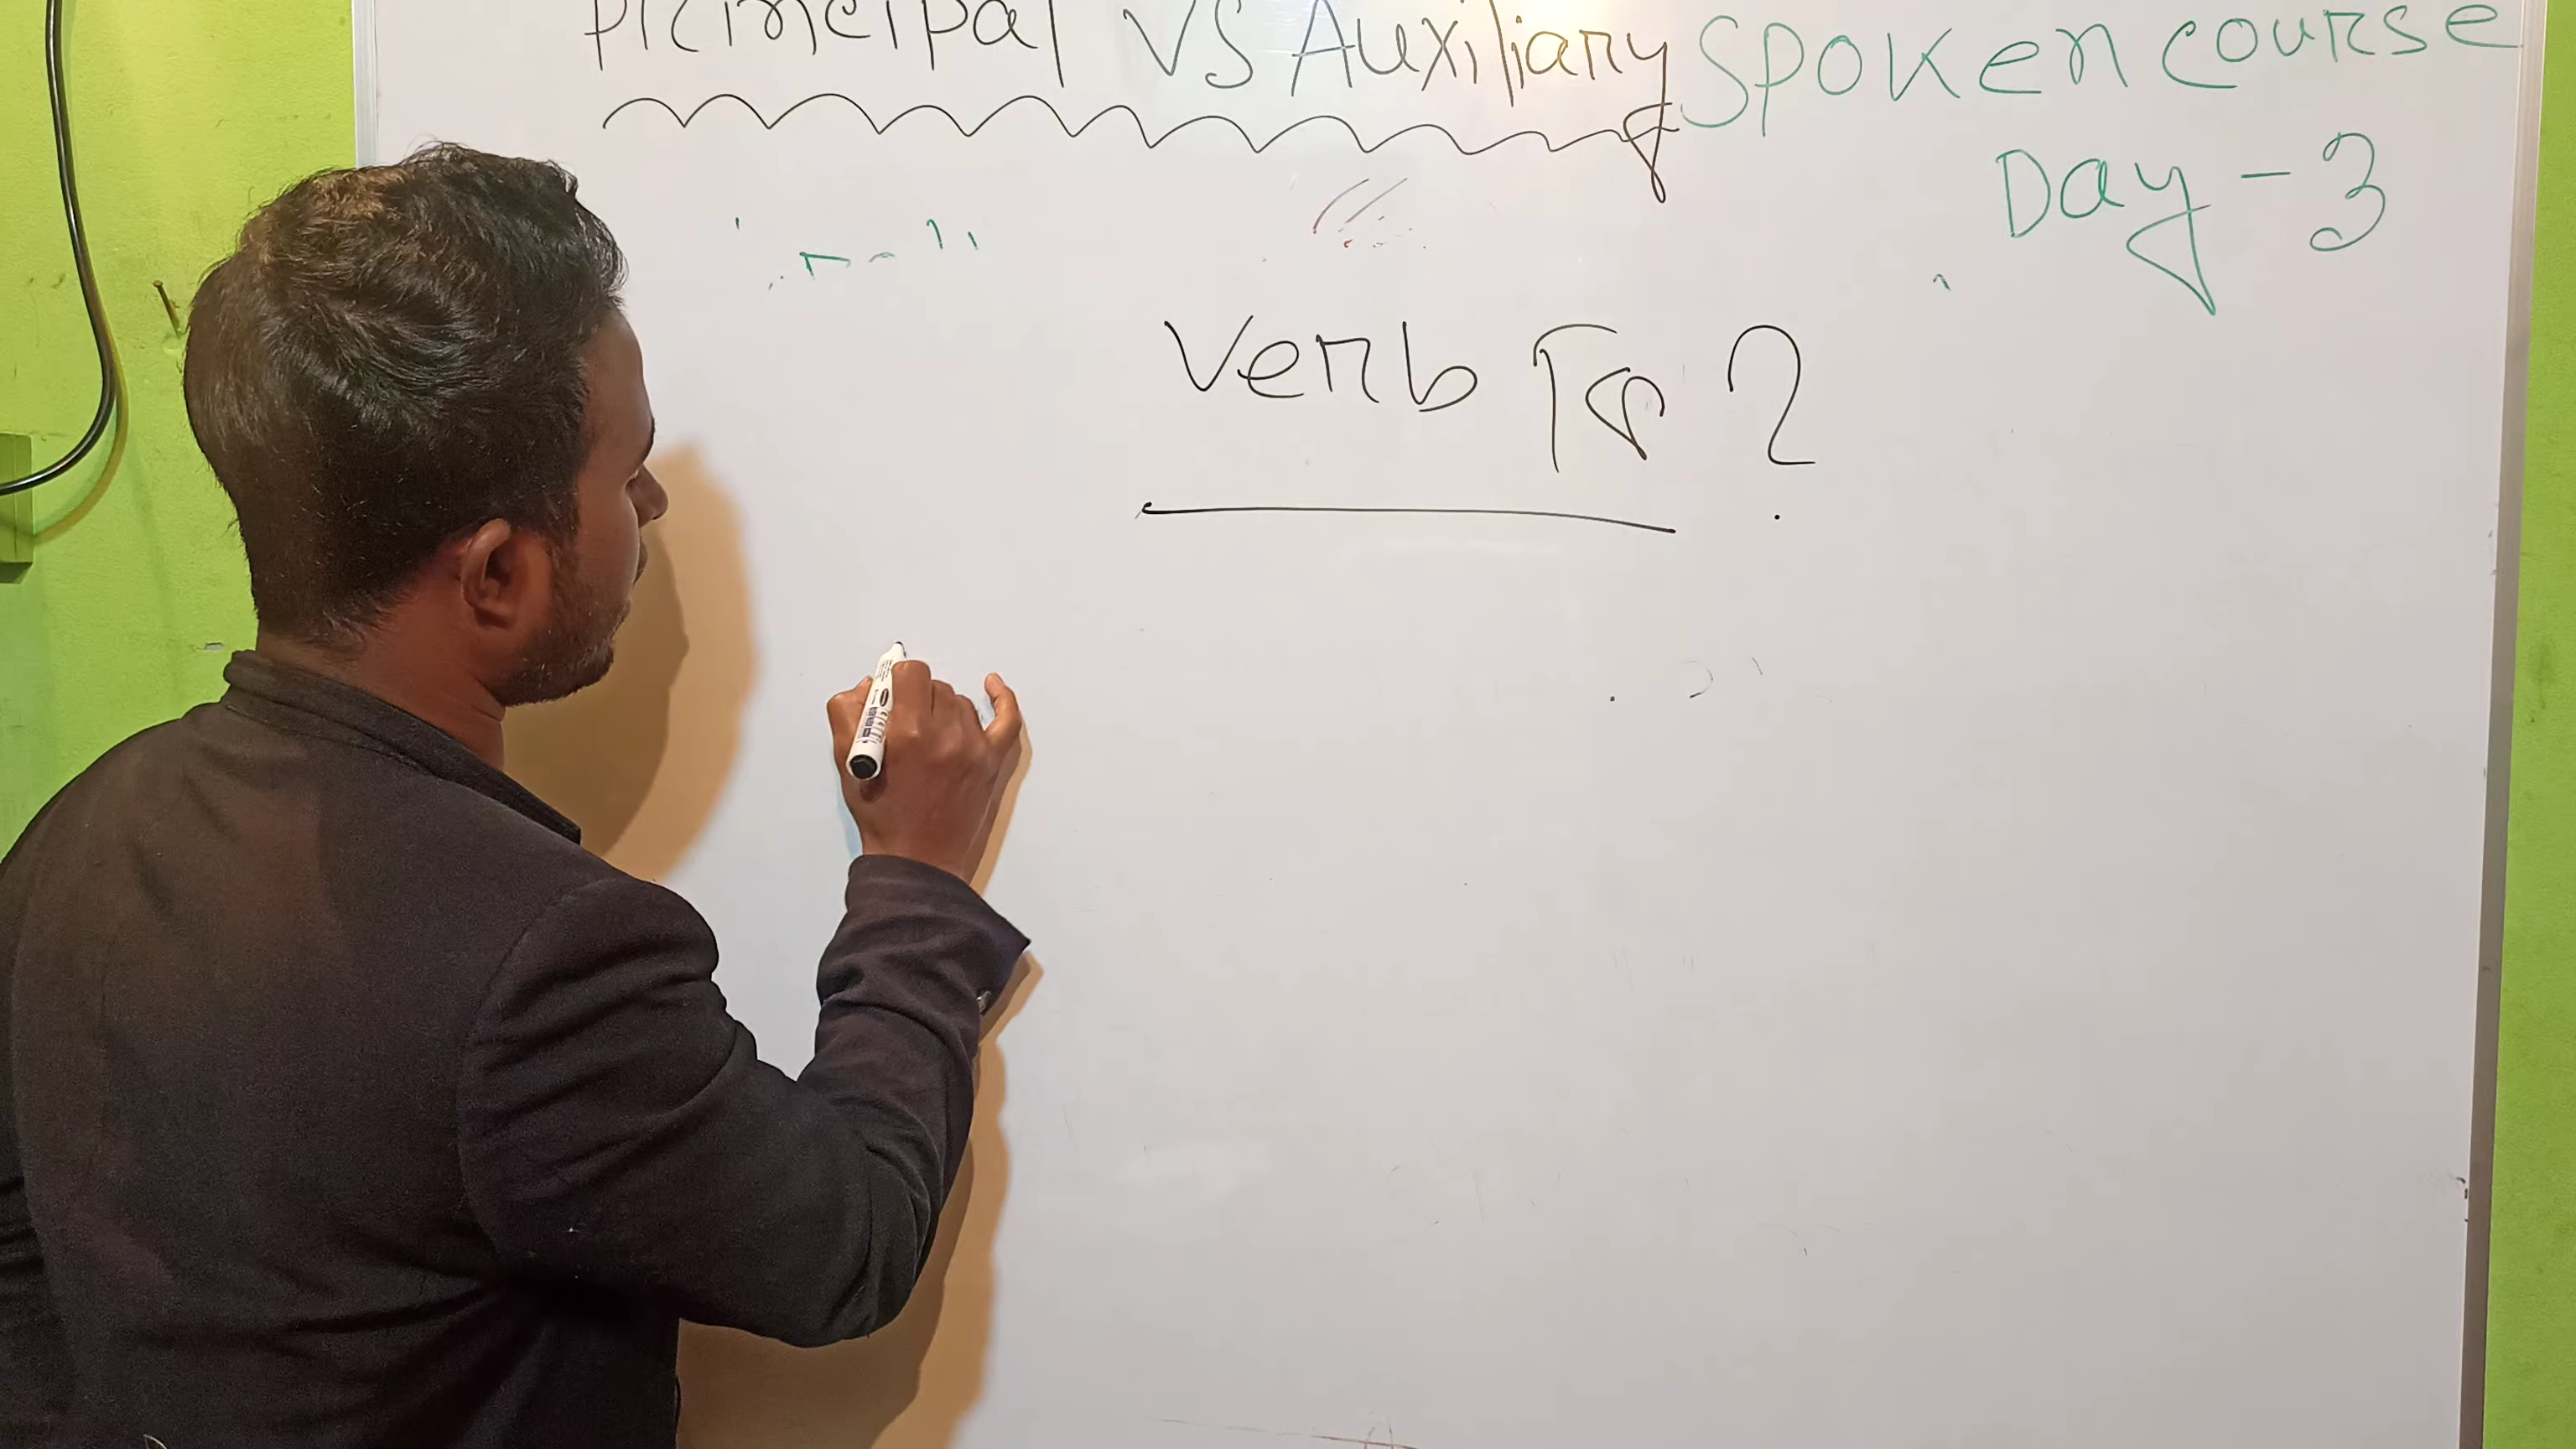 Principal VS Auxiliary
Spoken course
Day - 3
Verb কি ?